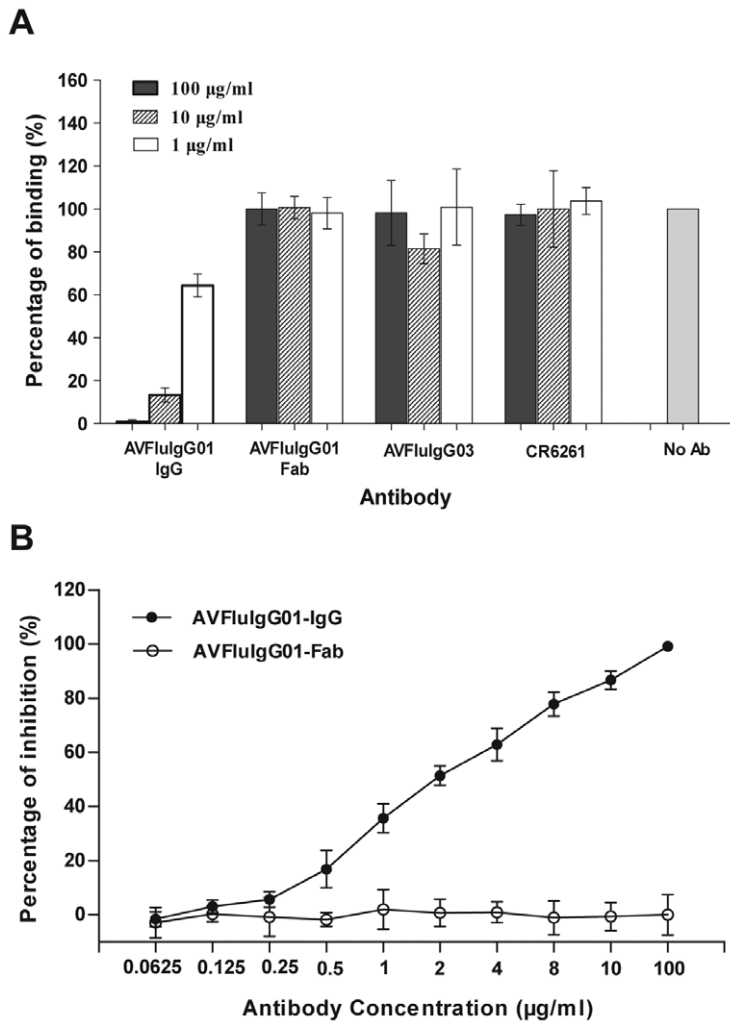 A
160
140
120
100
80
60
40
20
0
Percentage of binding (%)
100 µg/ml
10 µg/ml
1 µg/ml
AVFluIgG01
IgG
AVFluIgG01
Fab
AVFluIgG03
CR6261
No Ab
Antibody
B
120
100
80
60
40
20
0
Percentage of inhibition (%)
AVFluIgG01-IgG
AVFluIgG01-Fab
0.0625 0.125 0.25 0.5 1 2 4 8 10 100
Antibody Concentration (µg/ml)